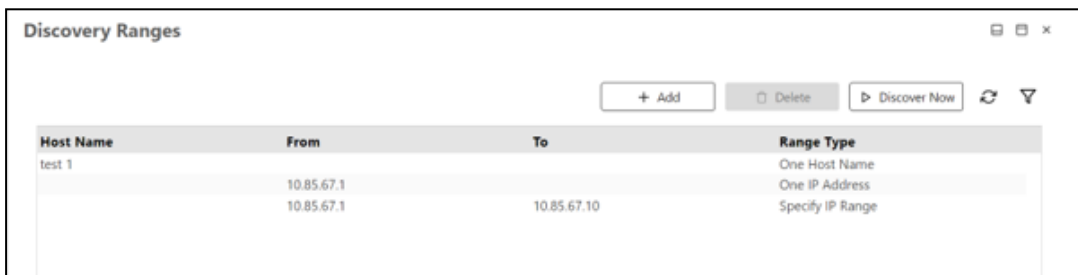 Discovery Ranges
+ Add Delete Discover Now
Host Name From To Range Type
test 1 One Host Name
10.85.67.1 One IP Address
10.85.67.1 10.85.67.10 Specify IP Range